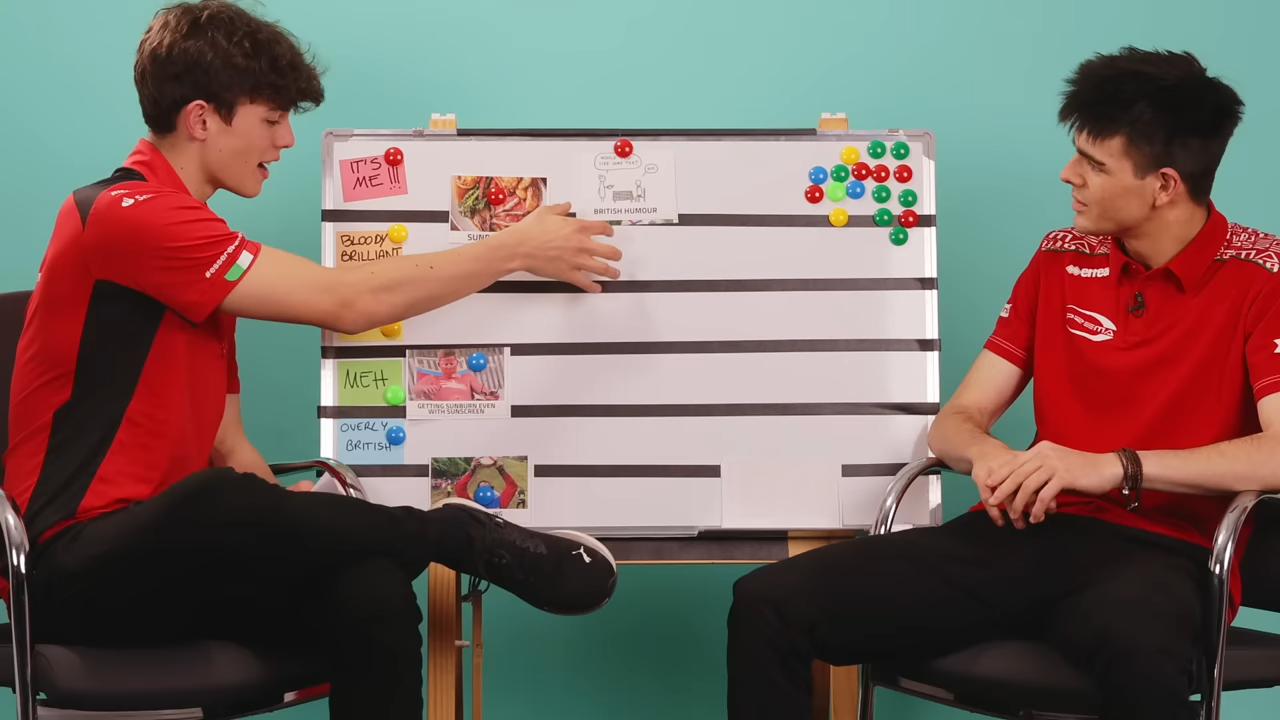 IT'S
ME !!!
BRITISH HUMOUR
BLOODY
BRILLIANT
MEH
GETTING SUNBURN EVEN
WITH SUNSCREEN
OVERLY
BRITISH
errea
PREMA